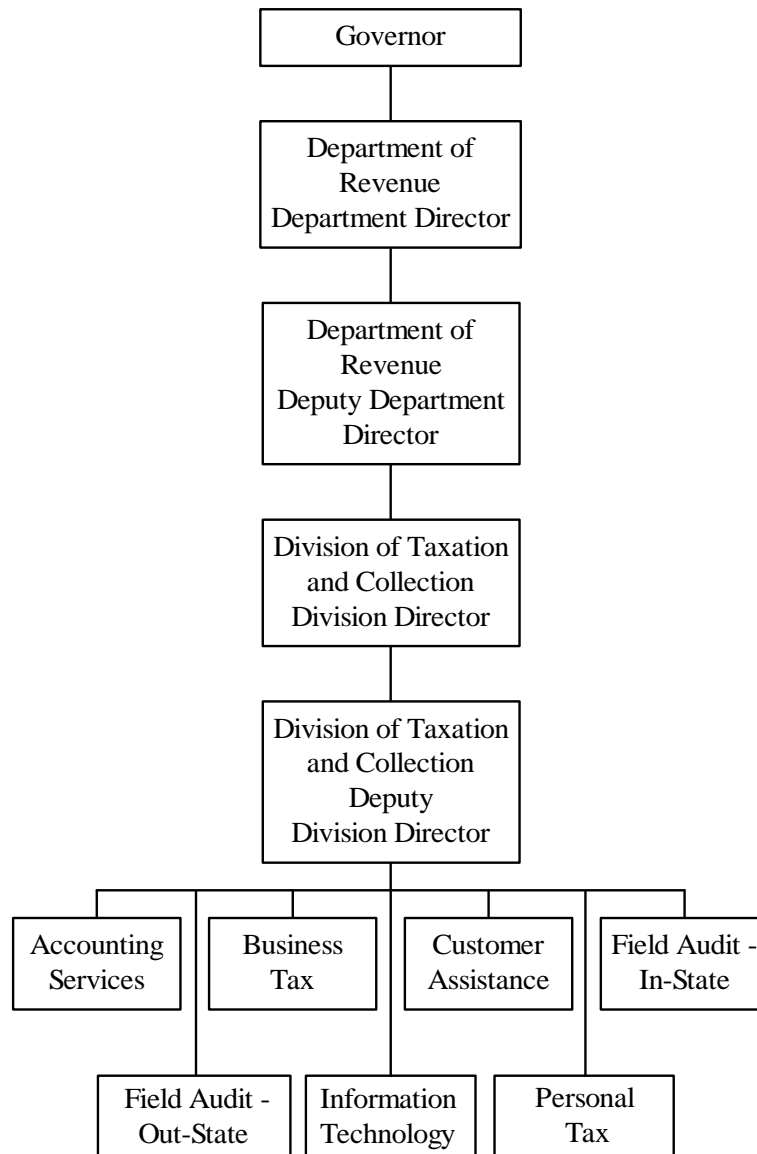 Governor
Department of
Revenue
Department Director
Department of
Revenue
Deputy Department
Director
Division of Taxation
and Collection
Division Director
Division of Taxation
and Collection
Deputy
Division Director
Accounting
Services
Business
Tax
Customer
Assistance
Field Audit -
In-State
Field Audit -
Out-State
Information
Technology
Personal
Tax